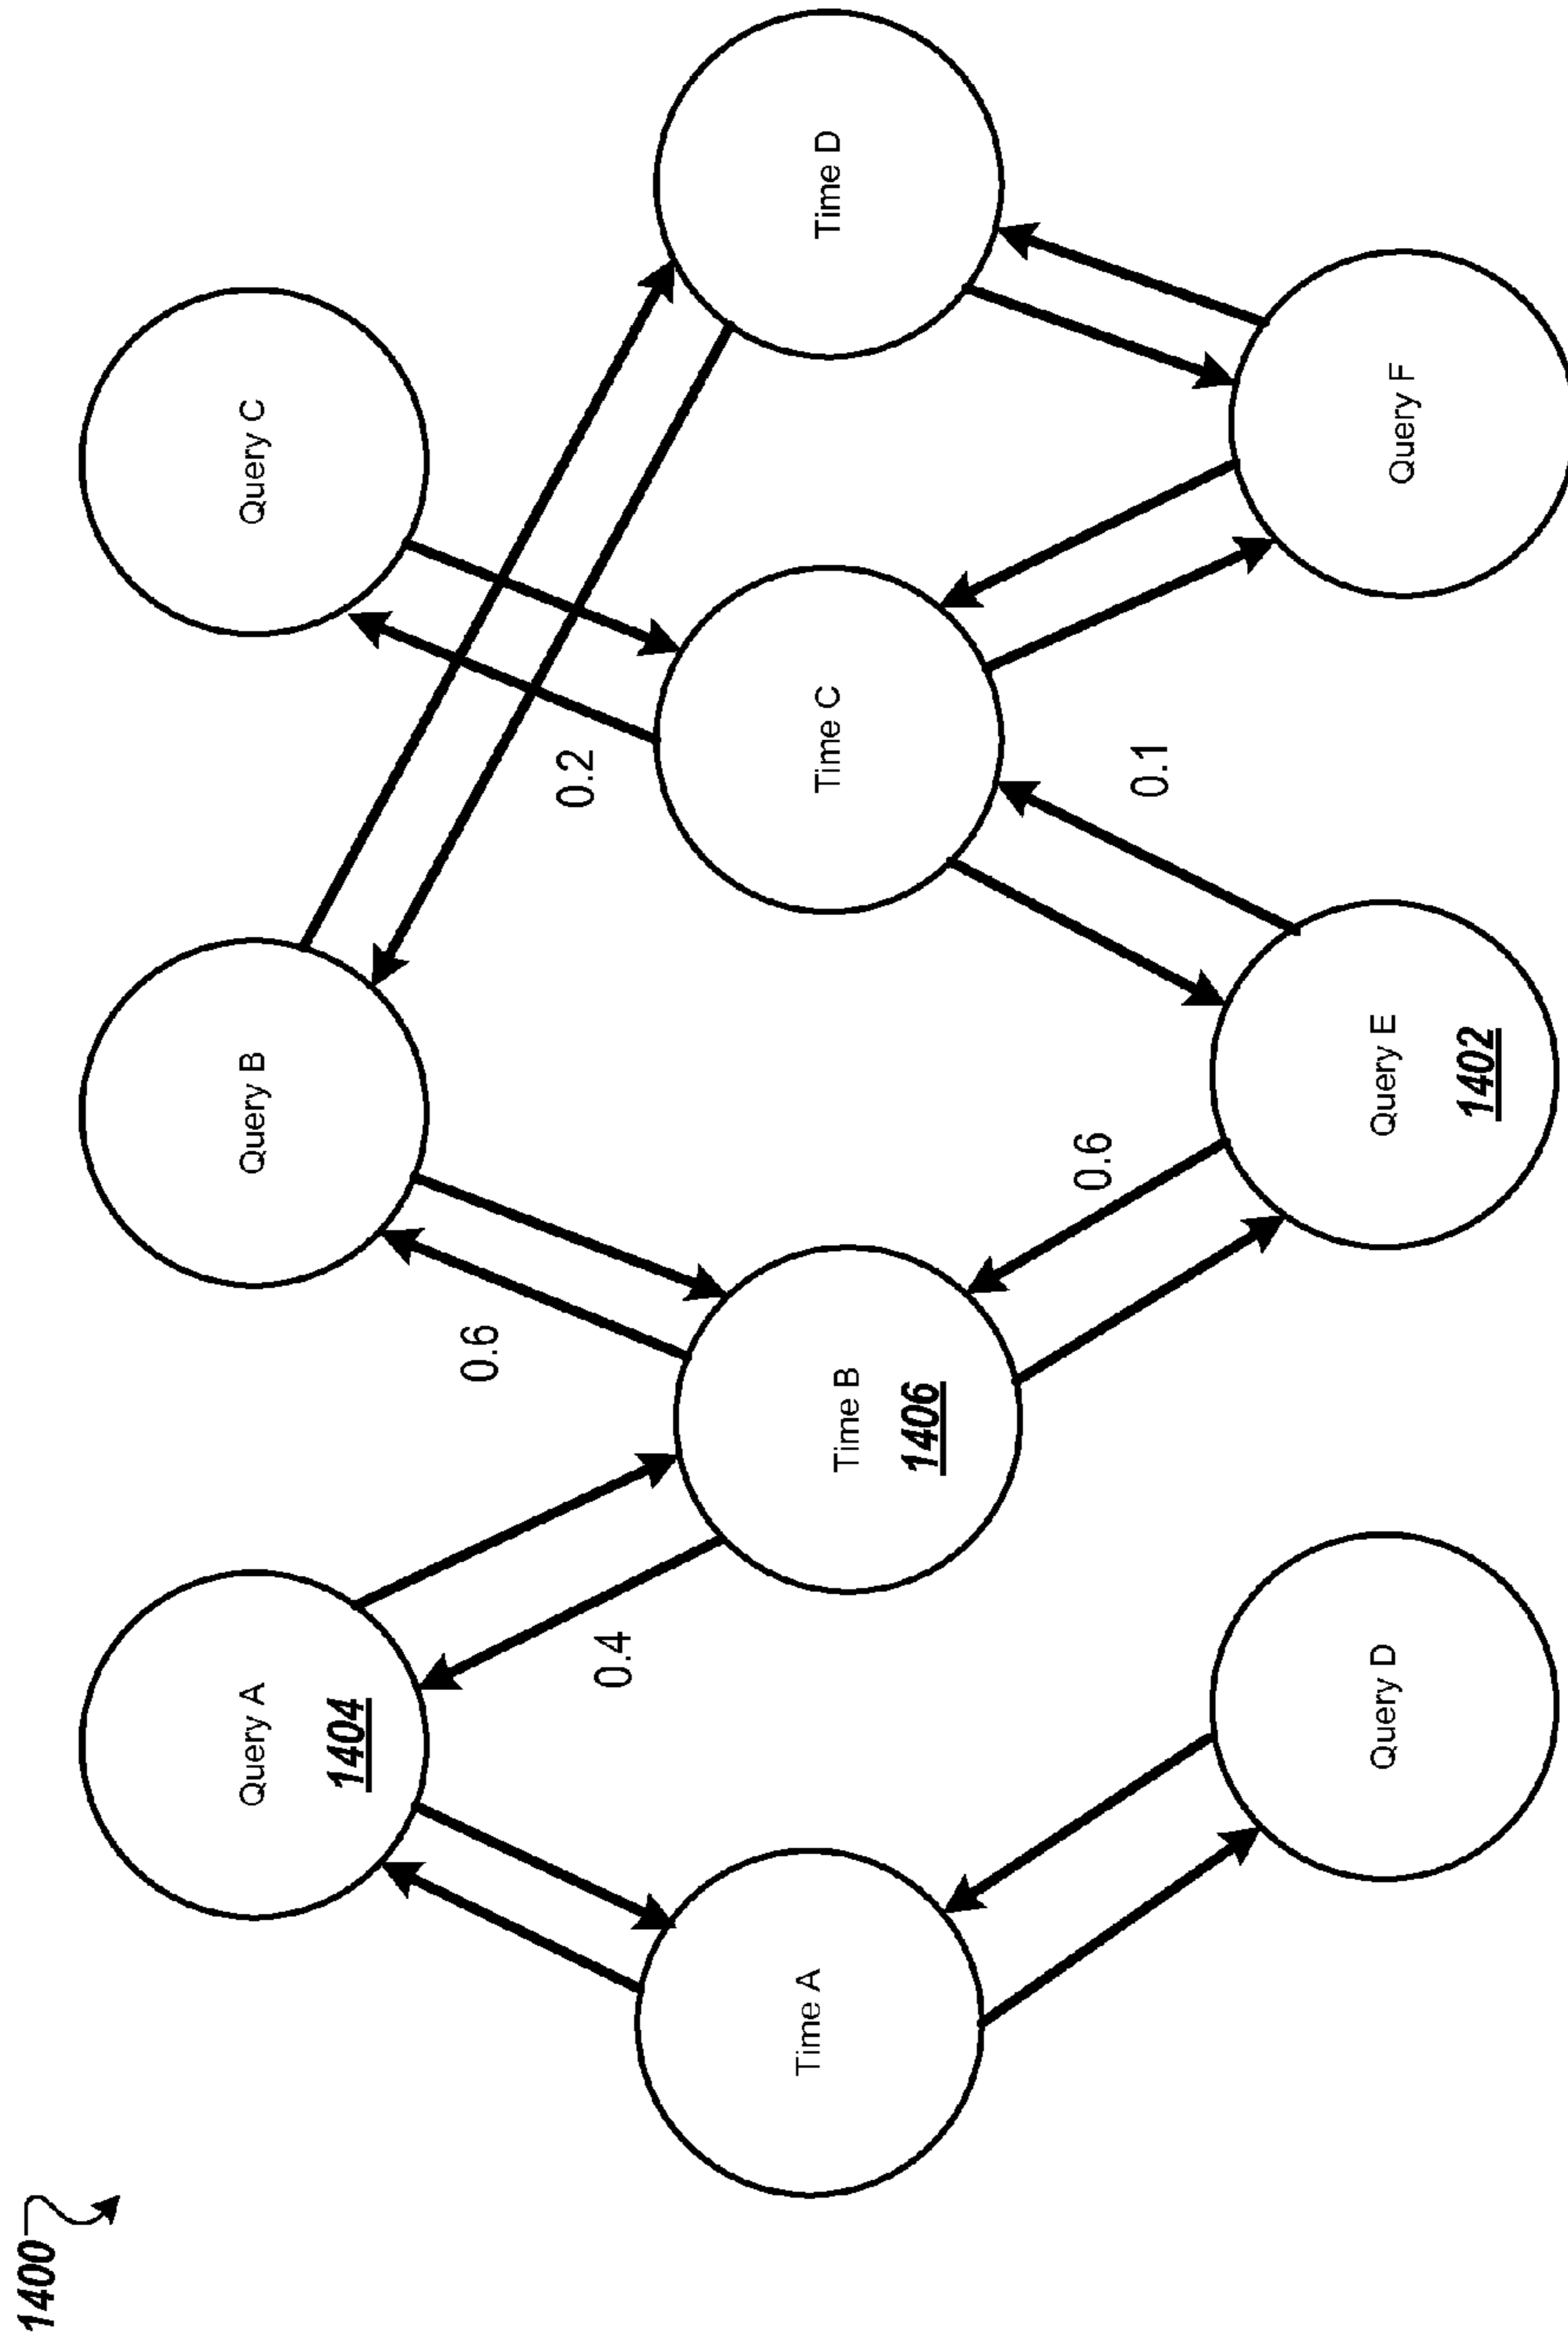 1400
Query A
1404
Query B
Query C
0.4
0.6
0.2
Time A
Time B
1406
Time C
Time D
0.6
0.1
Query D
Query E
1402
Query F